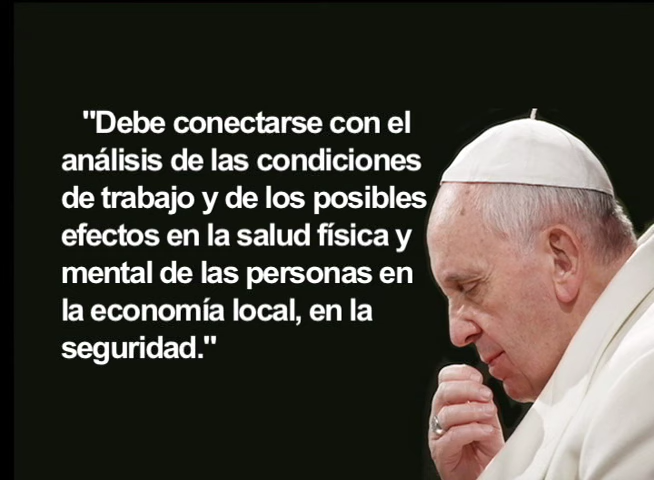 "Debe conectarse con el
análisis de las condiciones
de trabajo y de los posibles
efectos en la salud física y
mental de las personas en
la economía local, en la
seguridad."